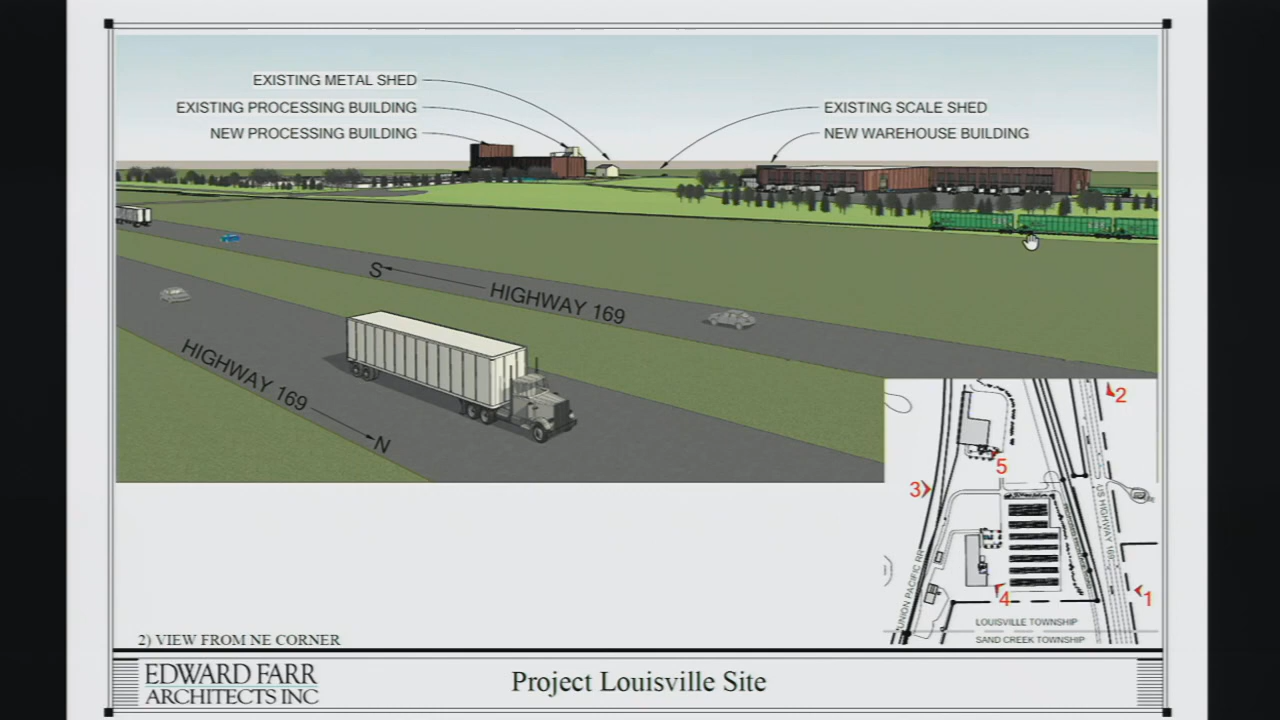 EXISTING METAL SHED
EXISTING PROCESSING BUILDING
NEW PROCESSING BUILDING
EXISTING SCALE SHED
NEW WAREHOUSE BUILDING
S
HIGHWAY 169
HIGHWAY 169
N
2
5
3
US HIGHWAY 169
UNION PACIFIC RR
4
1
LOUISVILLE TOWNSHIP
SAND CREEK TOWNSHIP
2) VIEW FROM NE CORNER
EDWARD FARR
ARCHITECTS INC
Project Louisville Site